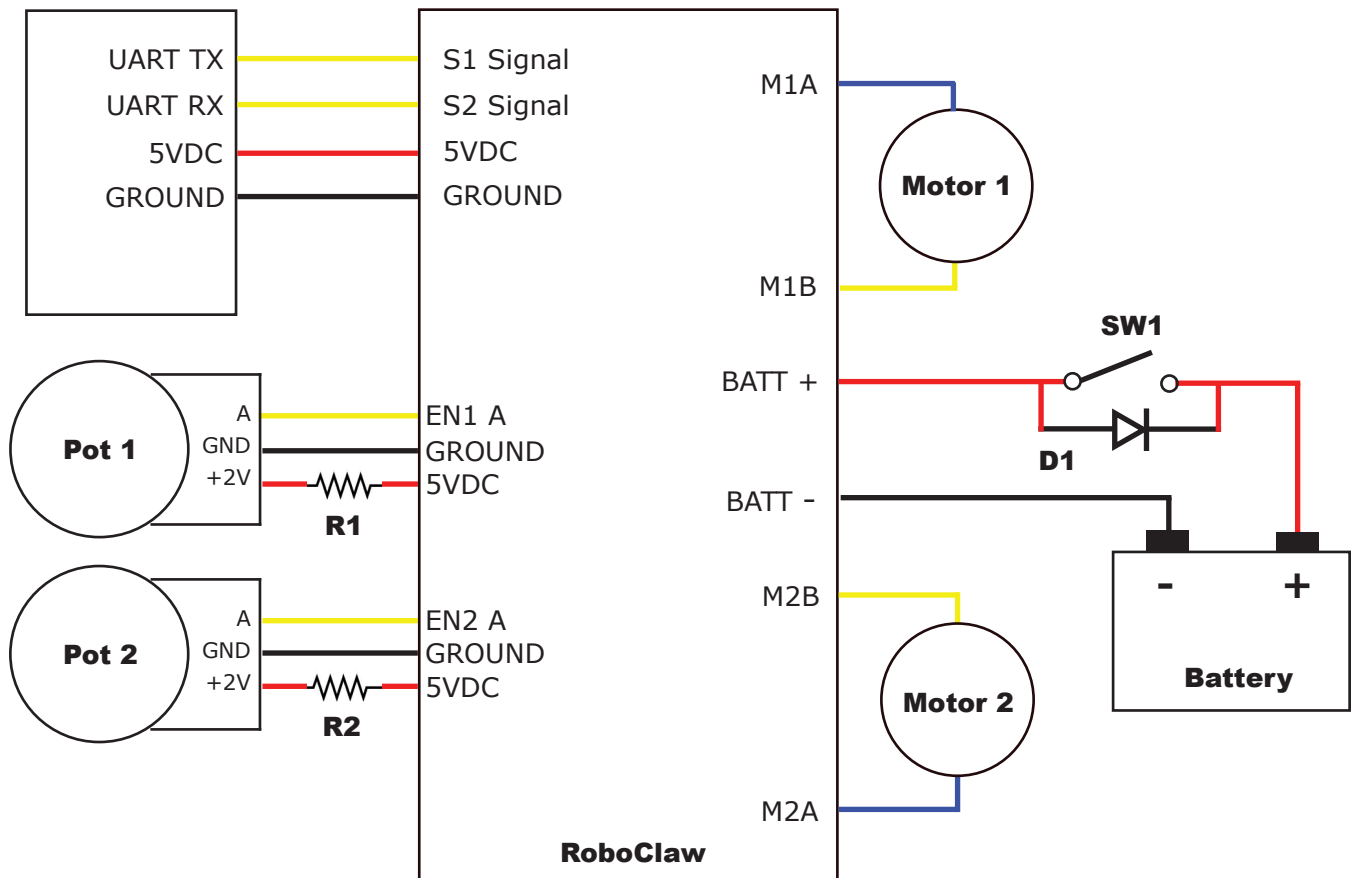 UART TX
UART RX
5VDC
GROUND
S1 Signal
S2 Signal
5VDC
GROUND
M1A
Motor 1
M1B
SW1
BATT +
D1
BATT -
- +
Battery
Pot 1
A
GND
+2V
R1
EN1 A
GROUND
5VDC
Pot 2
A
GND
+2V
R2
EN2 A
GROUND
5VDC
M2B
Motor 2
M2A
RoboClaw